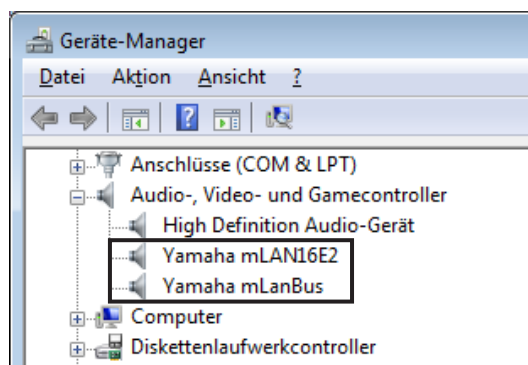 Geräte-Manager
Datei Aktion Ansicht ?
Anschlüsse (COM & LPT)
Audio-, Video- und Gamecontroller
High Definition Audio-Gerät
Yamaha mLAN16E2
Yamaha mLanBus
Computer
Diskettenlaufwerkcontroller